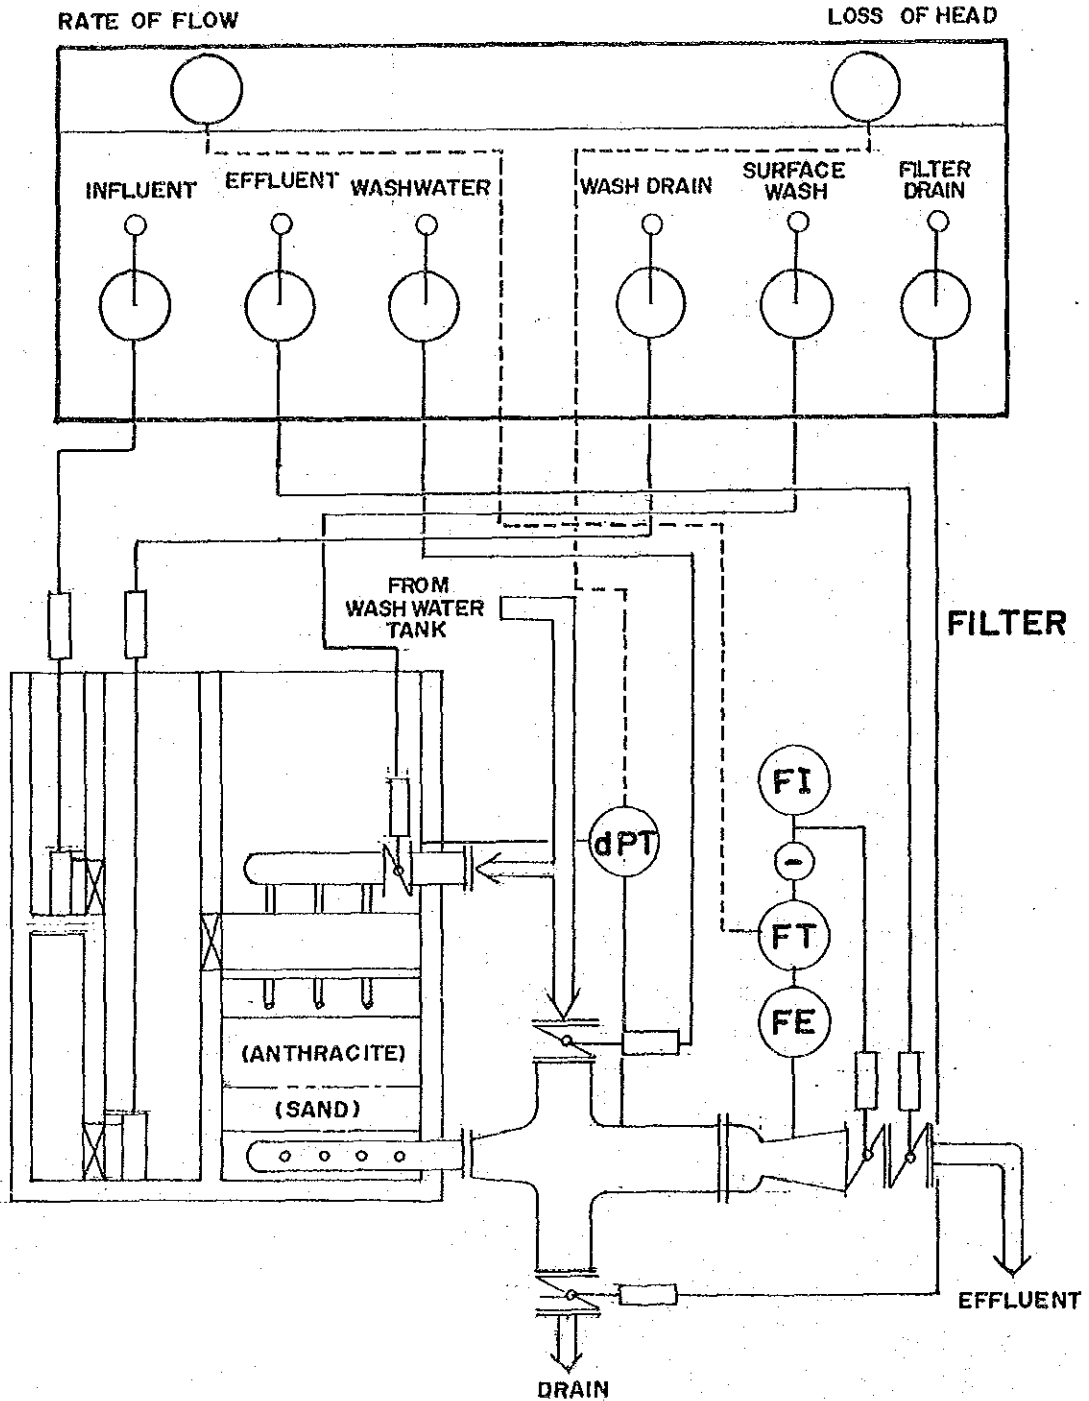 RATE OF FLOW
LOSS OF HEAD
INFLUENT
EFFLUENT
WASHWATER
WASH DRAIN
SURFACE
WASH
FILTER
DRAIN
FROM
WASH WATER
TANK
FILTER
FI
dPT
-
FT
FE
(ANTHRACITE)
(SAND)
EFFLUENT
DRAIN